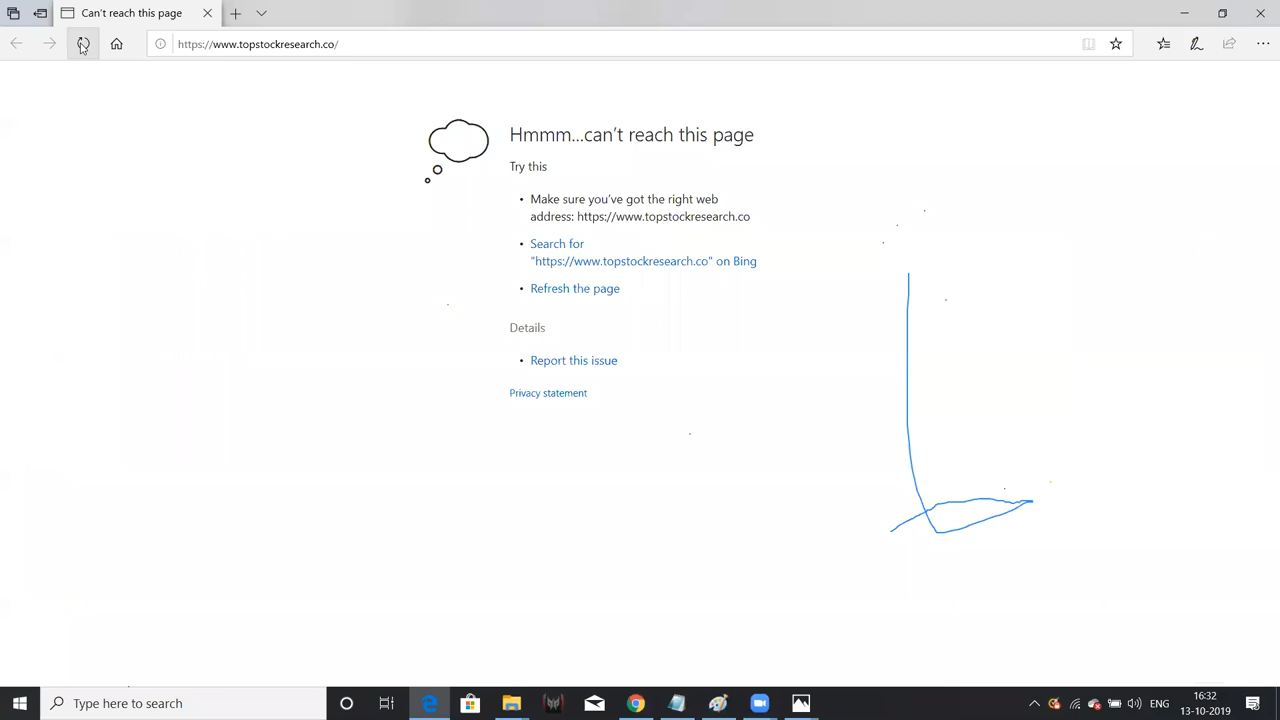 Can't reach this page
https://www.topstockresearch.co/
Hmmm...can't reach this page
Try this
• Make sure you've got the right web
address: https://www.topstockresearch.co
• Search for
"https://www.topstockresearch.co" on Bing
• Refresh the page
Details
• Report this issue
Privacy statement
Type here to search
ENG
16:32
13-10-2019